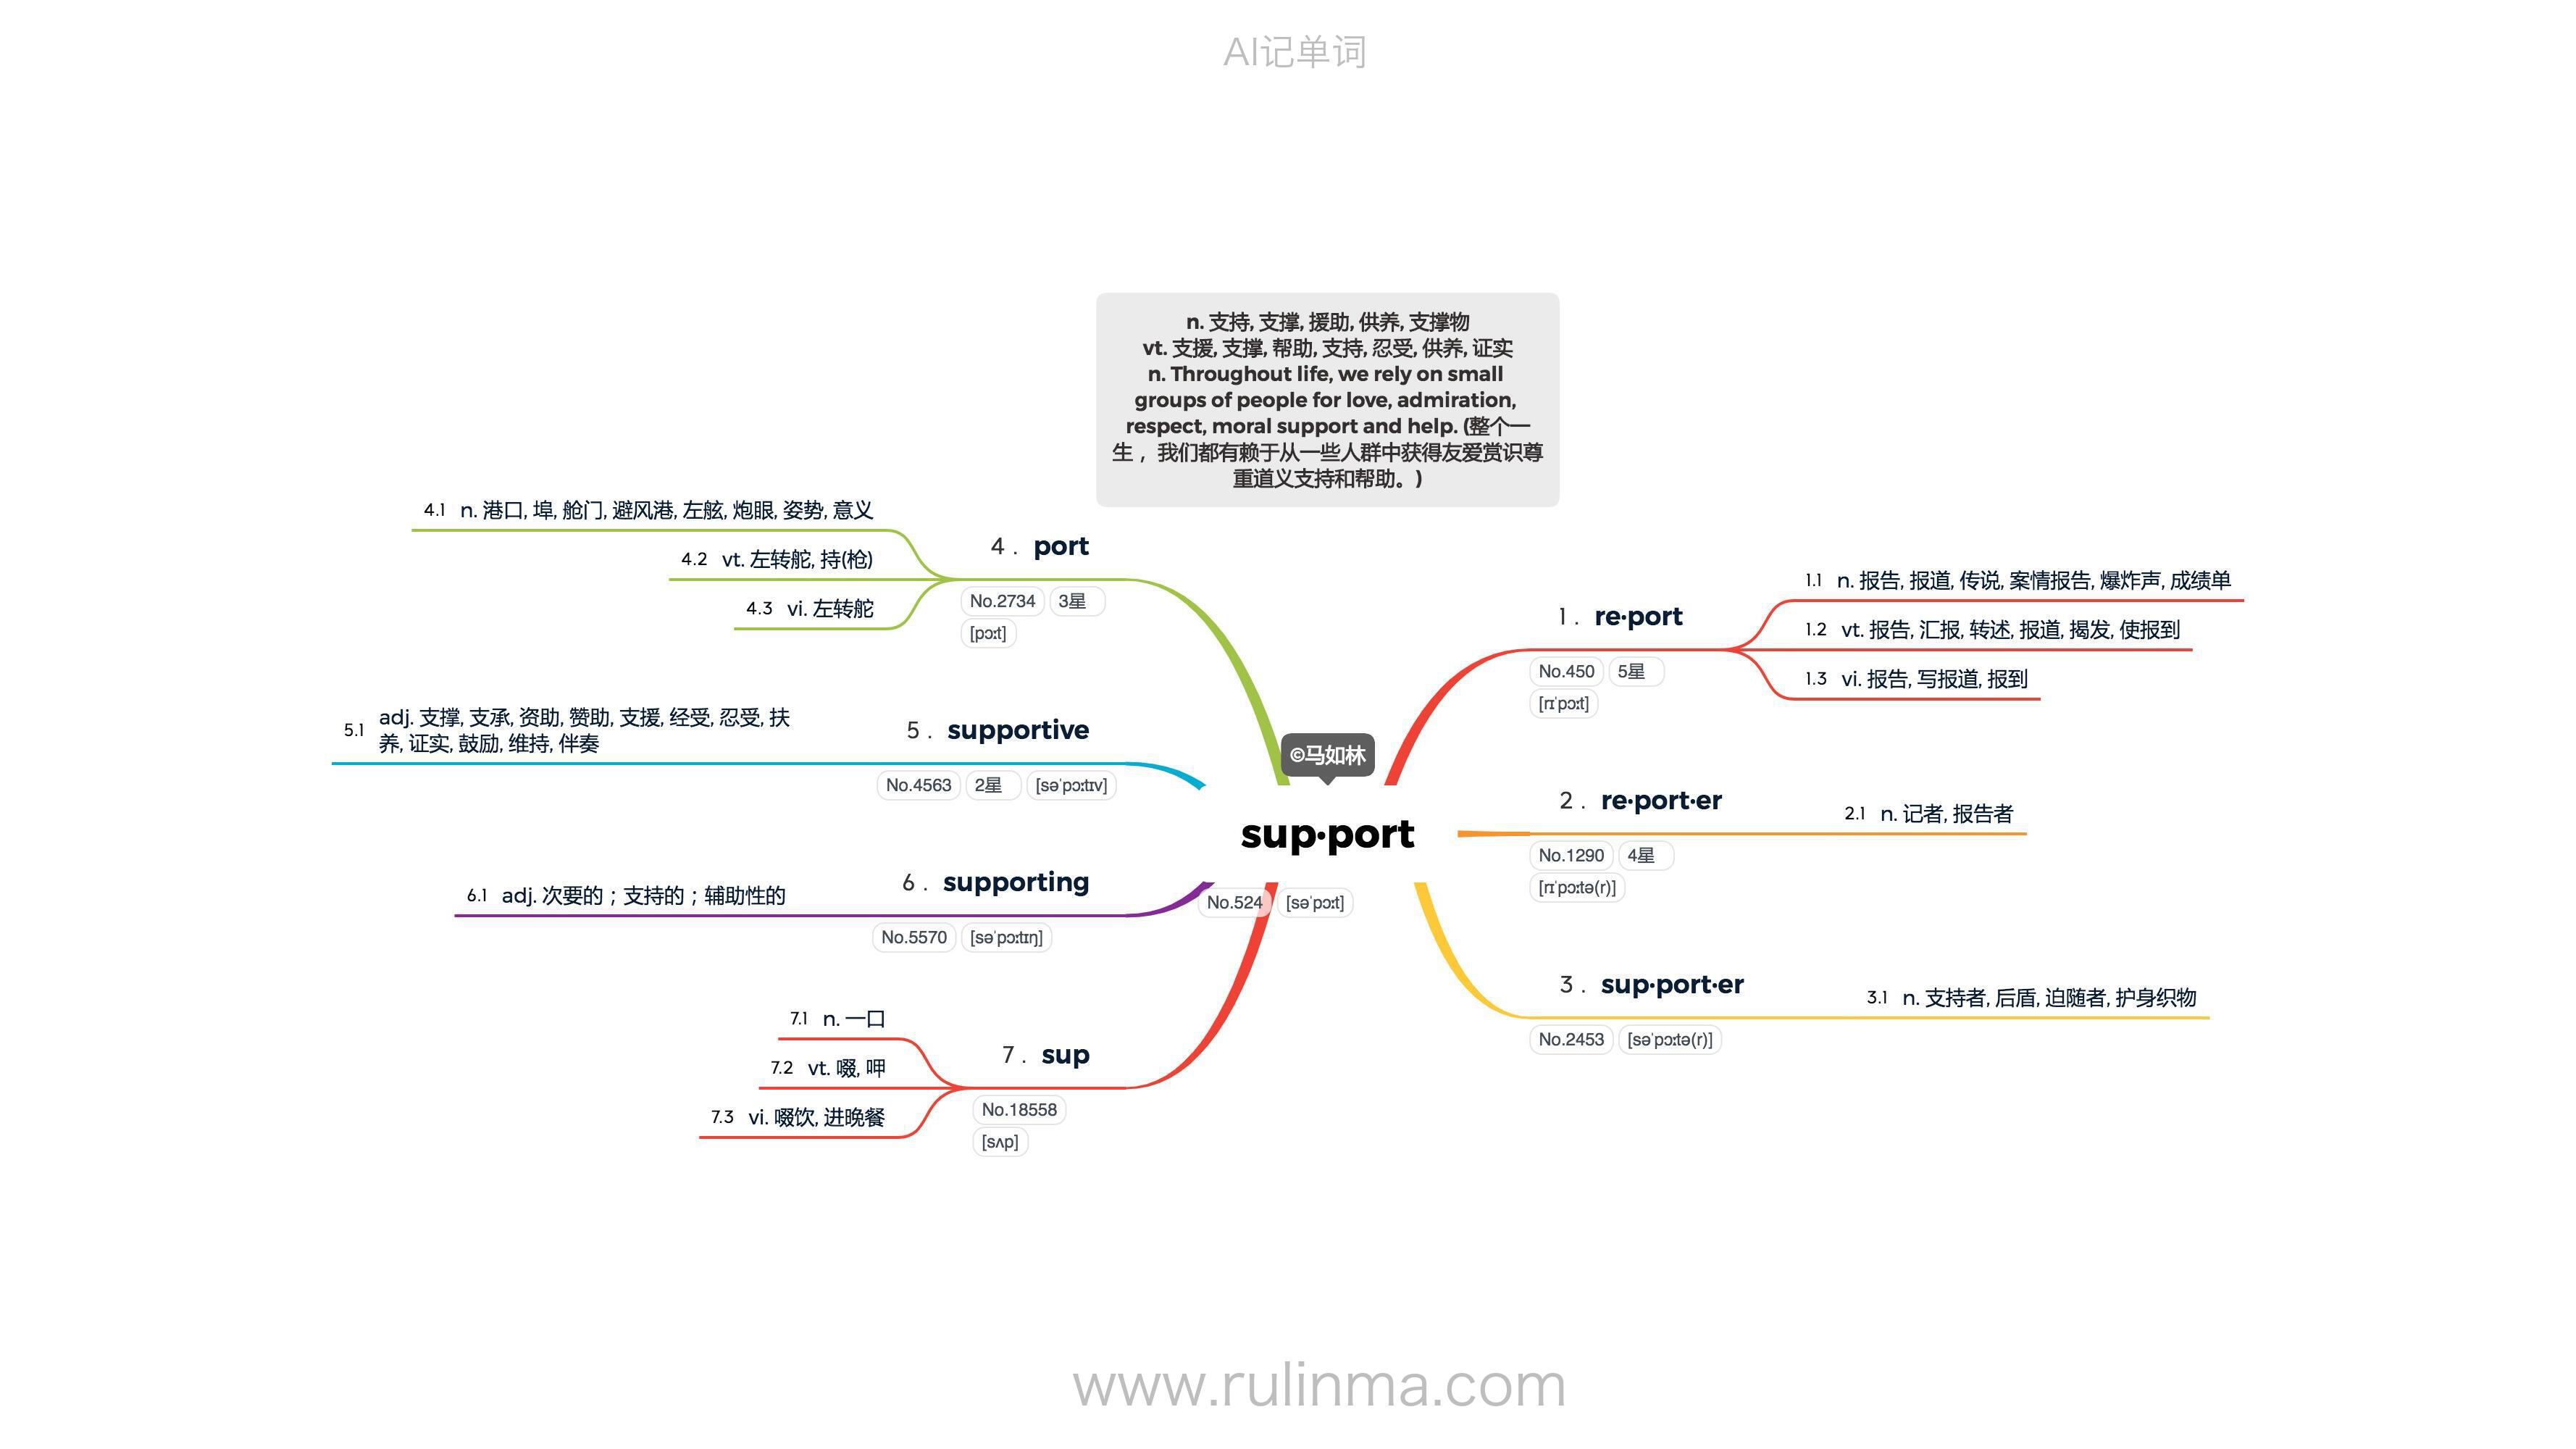 AI记单词
n. 支持, 支撑, 援助, 供养, 支撑物
vt. 支援, 支撑, 帮助, 支持, 忍受, 供养, 证实
n. Throughout life, we rely on small
groups of people for love, admiration,
respect, moral support and help. (整个一
生， 我们都有赖于从一些人群中获得友爱赏识尊
重道义支持和帮助。)
©马如林
sup·port
No.524 [səˈpɔːt]
1. re·port
No.450 5星
[rɪˈpɔːt]
1.1 n. 报告, 报道, 传说, 案情报告, 爆炸声, 成绩单
1.2 vt. 报告, 汇报, 转述, 报道, 揭发, 使报到
1.3 vi. 报告, 写报道, 报到
2. re·port·er
No.1290 4星
[rɪˈpɔːtə(r)]
2.1 n. 记者, 报告者
3. sup·port·er
No.2453 [səˈpɔːtə(r)]
3.1 n. 支持者, 后盾, 迫随者, 护身织物
4. port
No.2734 3星
[pɔːt]
4.1 n. 港口, 埠, 舱门, 避风港, 左舷, 炮眼, 姿势, 意义
4.2 vt. 左转舵, 持(枪)
4.3 vi. 左转舵
5. supportive
No.4563 2星 [səˈpɔːtɪv]
5.1 adj. 支撑, 支承, 资助, 赞助, 支援, 经受, 忍受, 扶
养, 证实, 鼓励, 维持, 伴奏
6. supporting
No.5570 [səˈpɔːtɪŋ]
6.1 adj. 次要的；支持的；辅助性的
7. sup
No.18558
[sʌp]
7.1 n. 一口
7.2 vt. 啜, 呷
7.3 vi. 啜饮, 进晚餐
www.rulinma.com